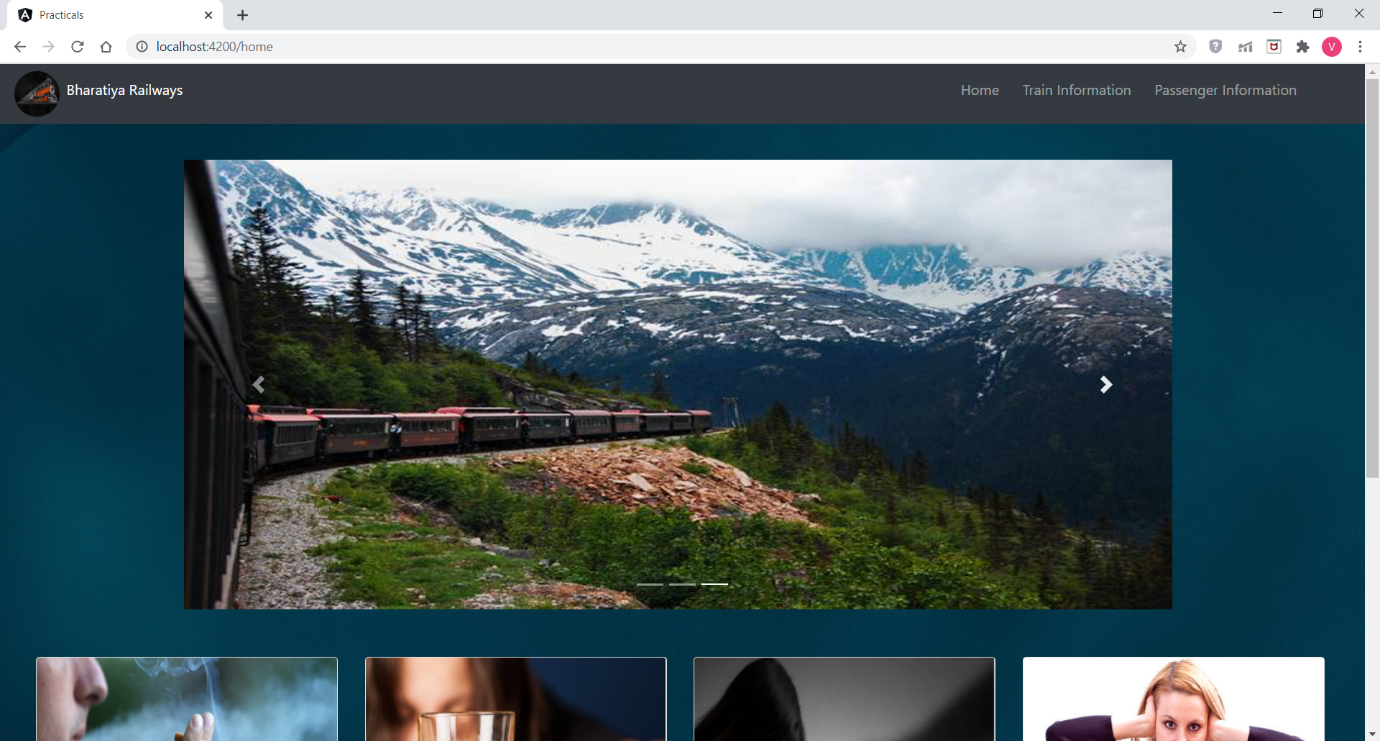 Practicals
localhost:4200/home
V
Bharatiya Railways
Home Train Information Passenger Information